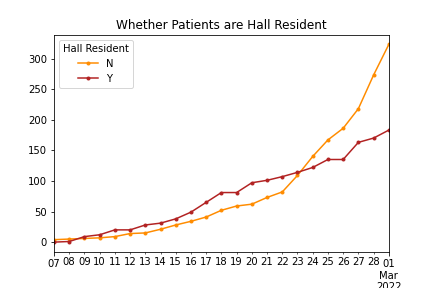 Whether Patients are Hall Resident
Hall Resident
N
Y
300
250
200
150
100
50
0
07 08 09 10 11 12 13 14 15 16 17 18 19 20 21 22 23 24 25 26 27 28 01
Mar
2022